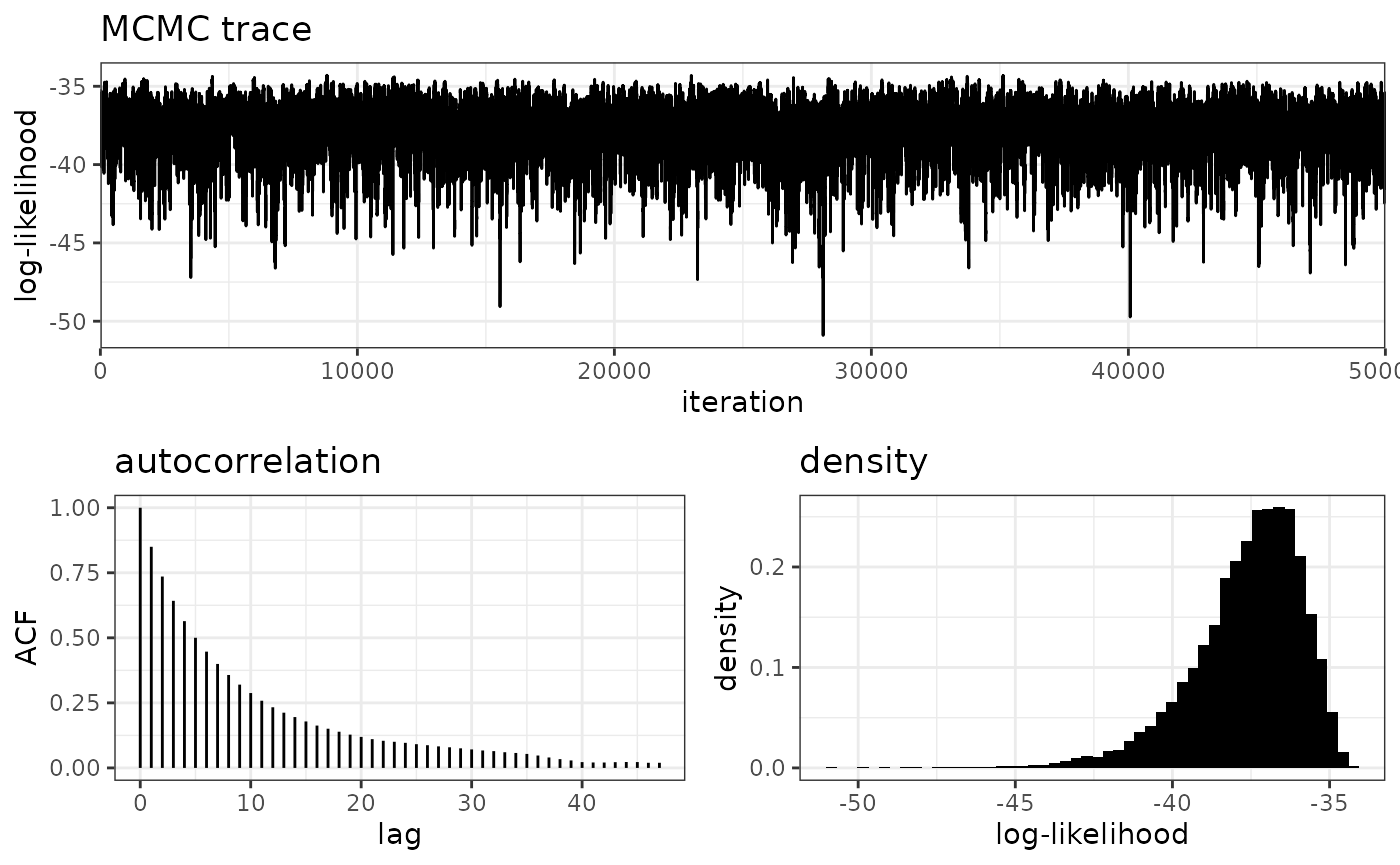 MCMC trace
log-likelihood
-35
-40
-45
-50
0 10000 20000 30000 40000 5000
iteration
autocorrelation
ACF
1.00
0.75
0.50
0.25
0.00
0 10 20 30 40
lag
density
density
0.2
0.1
0.0
-50 -45 -40 -35
log-likelihood